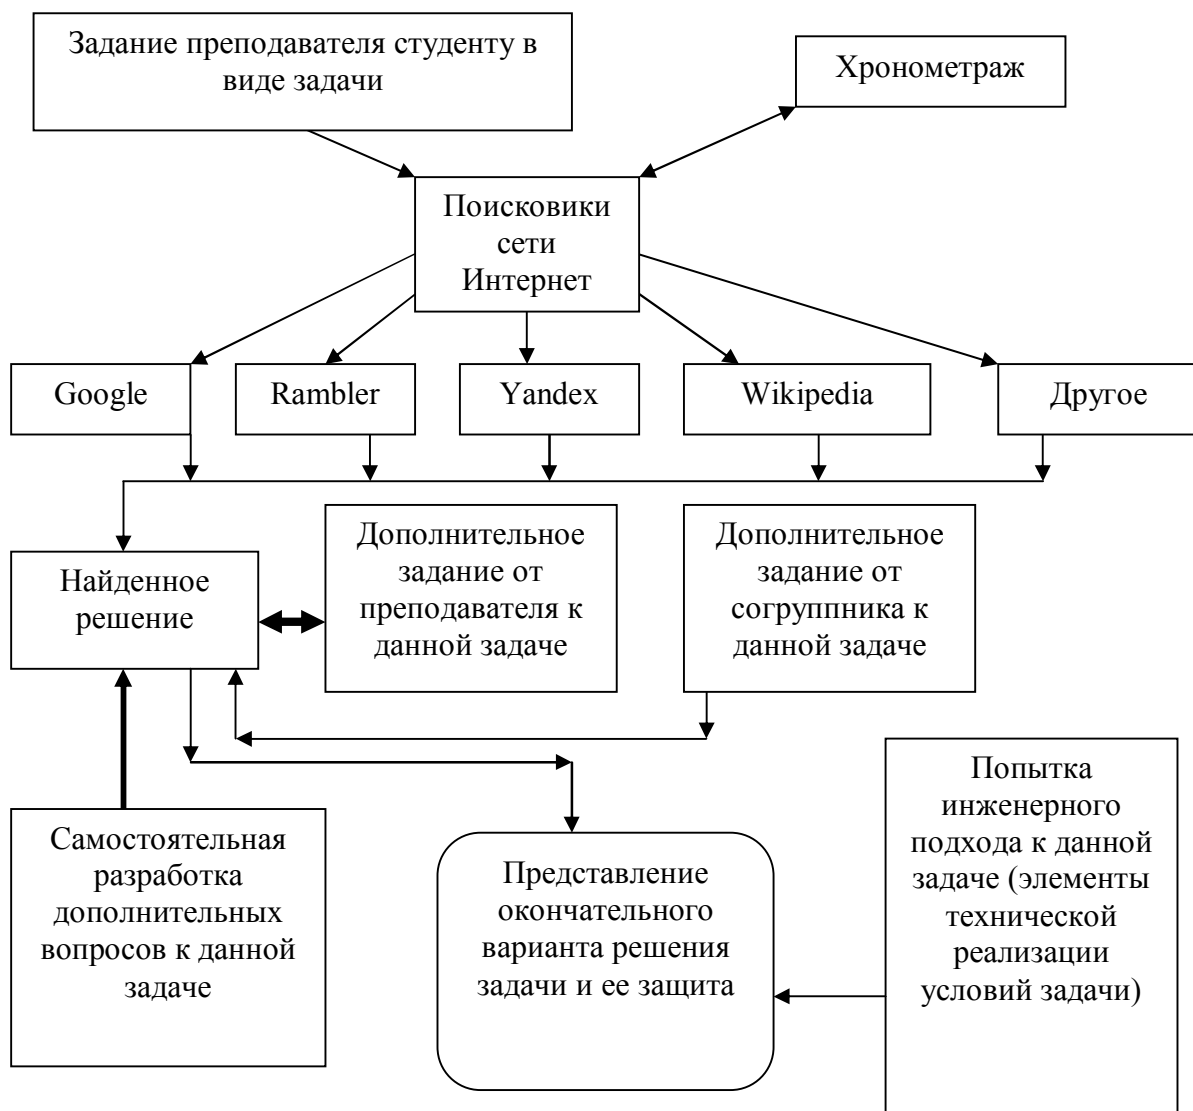 Задание преподавателя студенту в
виде задачи
Хронометраж
Поисковики
сети
Интернет
Google
Rambler
Yandex
Wikipedia
Другое
Найденное
решение
Дополнительное
задание от
преподавателя к
данной задаче
Дополнительное
задание от
согруппника к
данной задаче
Самостоятельная
разработка
дополнительных
вопросов к данной
задаче
Представление
окончательного
варианта решения
задачи и ее защита
Попытка
инженерного
подхода к данной
задаче (элементы
технической
реализации
условий задачи)